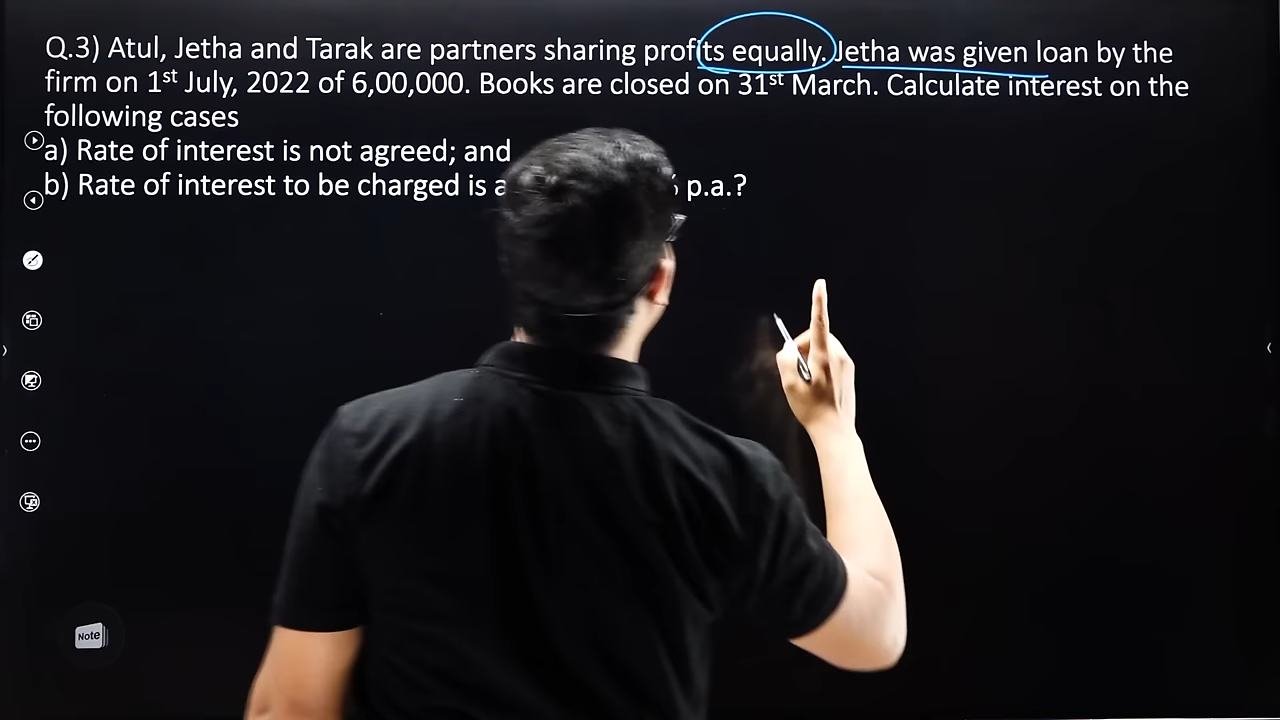 Q.3) Atul, Jetha and Tarak are partners sharing profits equally. Jetha was given loan by the
firm on 1st July, 2022 of 6,00,000. Books are closed on 31st March. Calculate interest on the
following cases
a) Rate of interest is not agreed; and
b) Rate of interest to be charged is p.a.?
Note